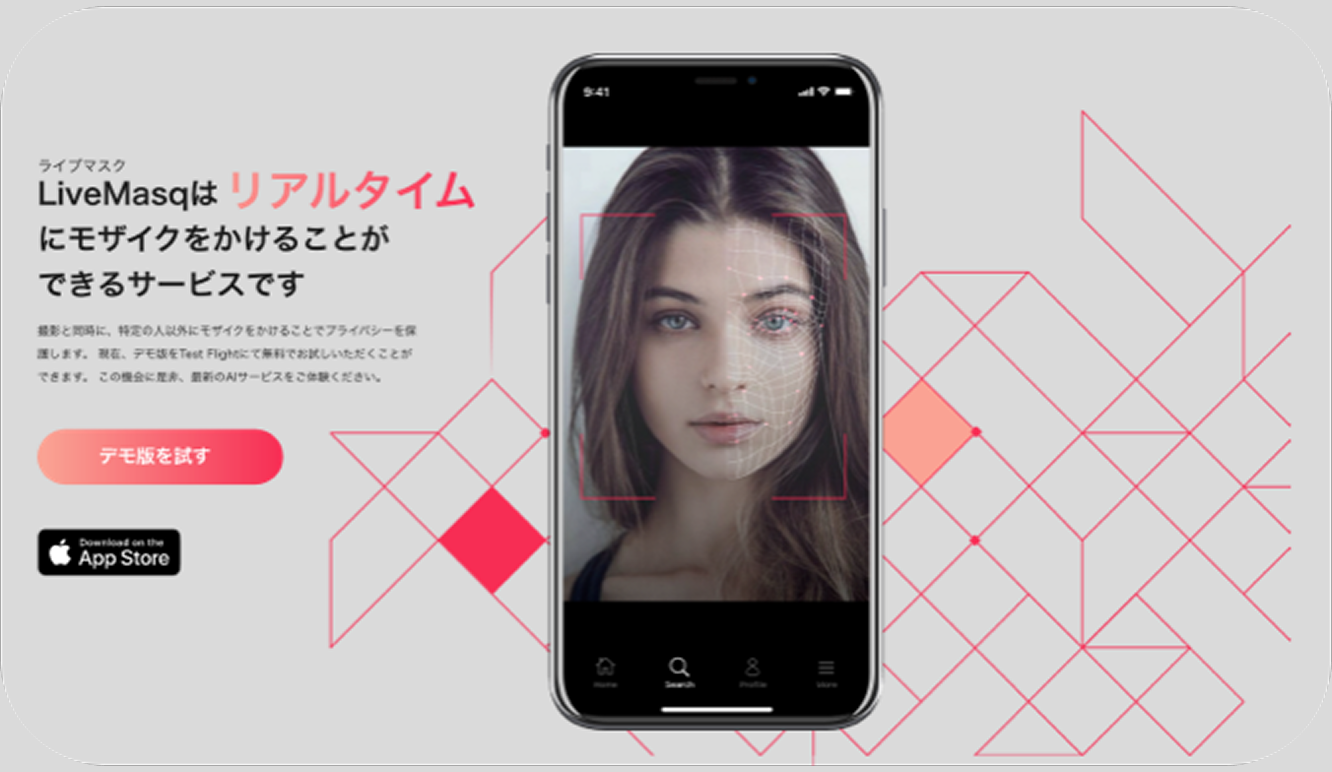 ライブマスク
LiveMasqは リアルタイム
にモザイクをかけることが
できるサービスです
撮影と同時に、特定の人以外にモザイクをかけることでプライバシーを保
護します。 現在、デモ版をTest Flightにて無料でお試しいただくことが
できます。 この機会に是非、最新のAIサービスをご体験ください。
デモ版を試す
Download on the
App Store
9:41
Home
Search
Profile
More